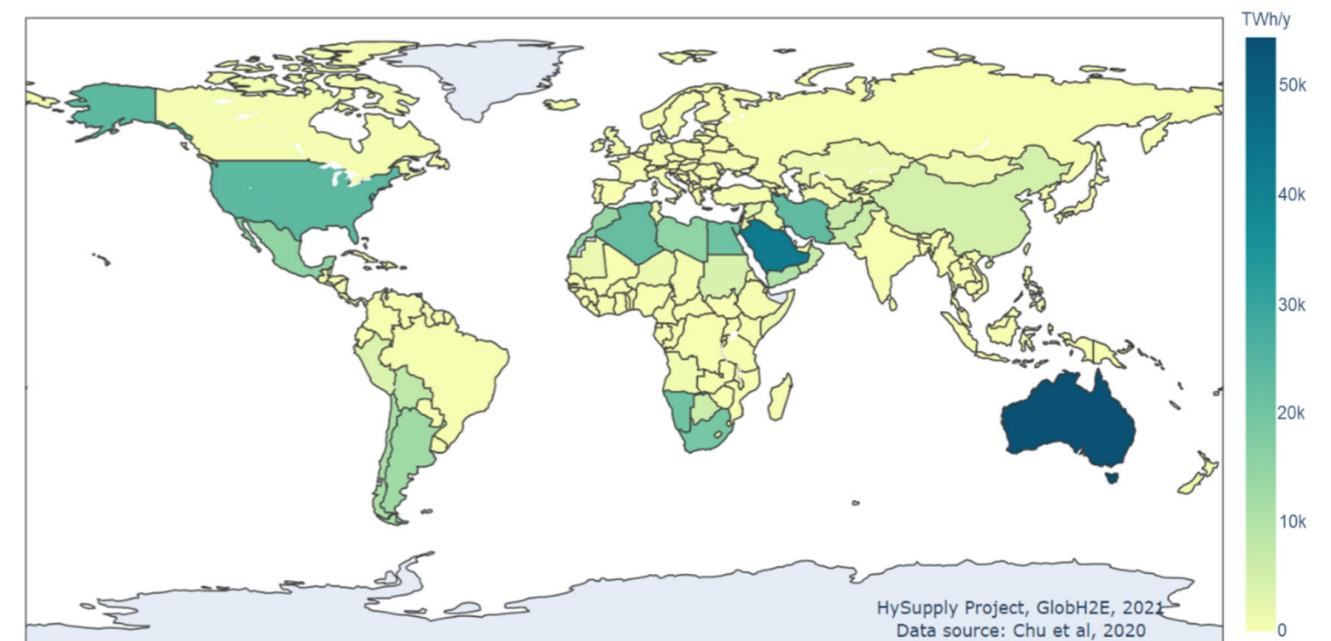 TWh/y
50k
40k
30k
20k
10k
0
HySupply Project, GlobH2E, 2021
Data source: Chu et al, 2020